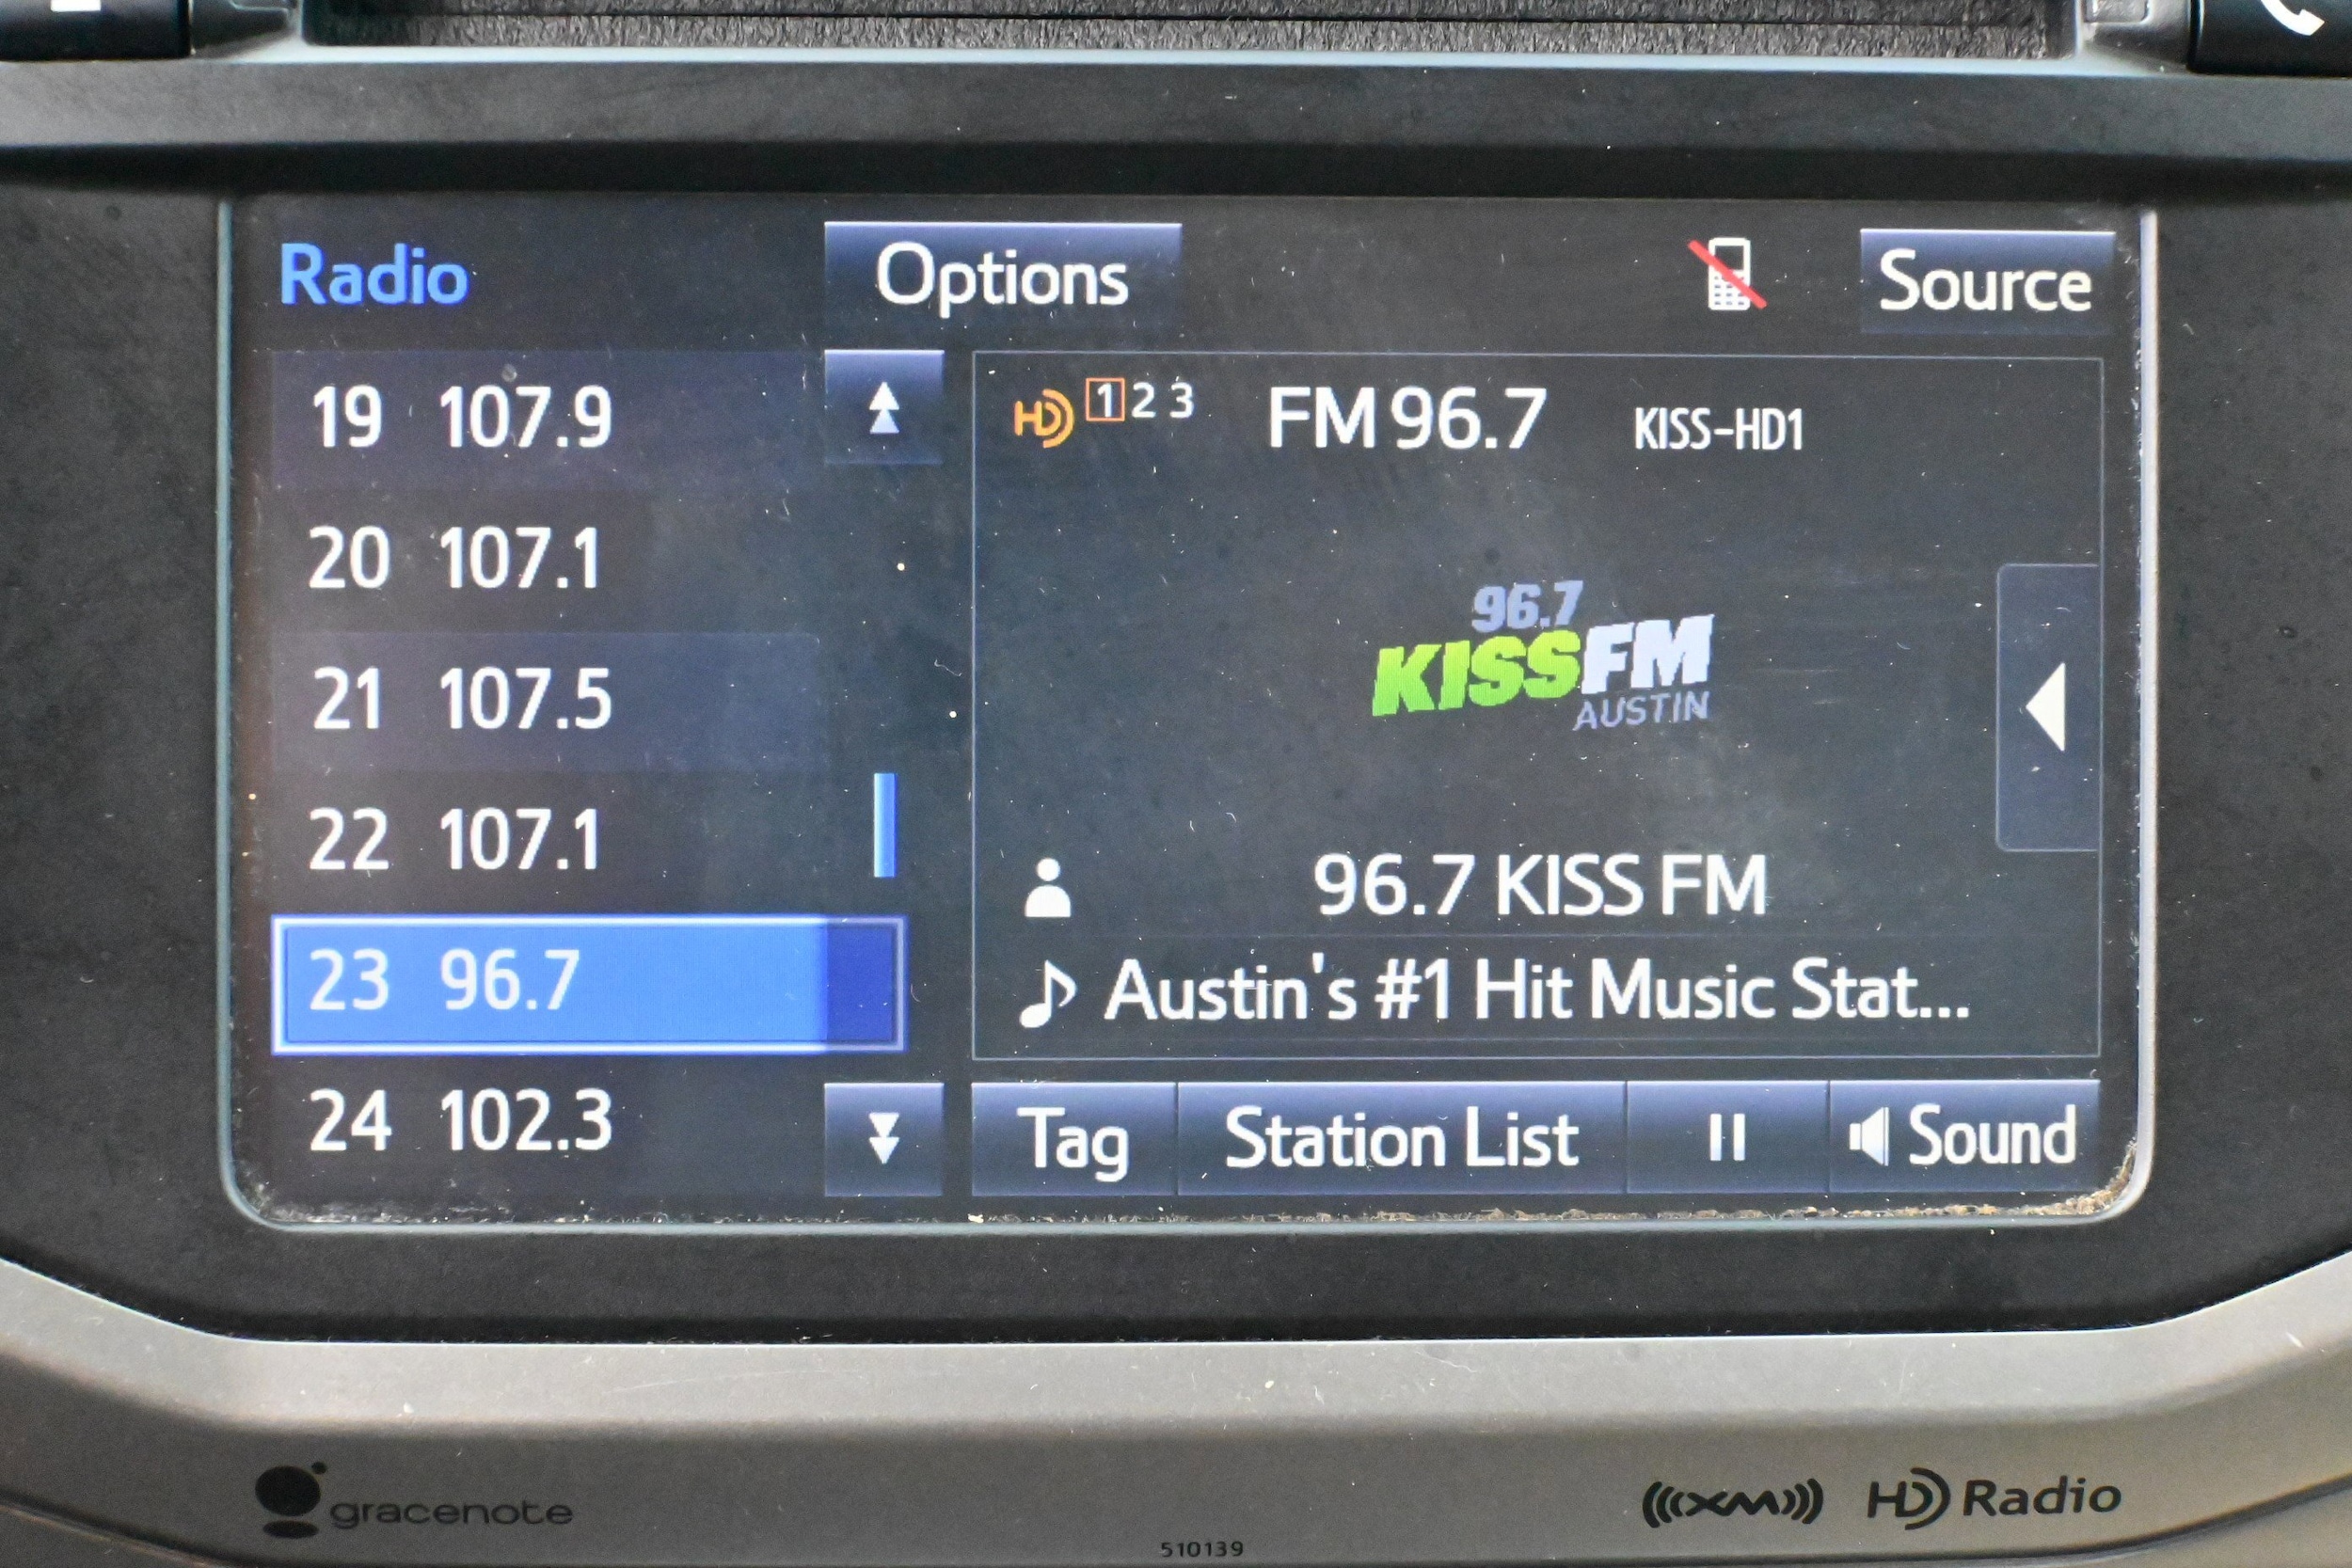 Radio
Options
Source
19 107.9
20 107.1
21 107.5
22 107.1
23 96.7
24 102.3
HD 1 2 3 FM 96.7 KISS-HD1
96.7
KISSFM
AUSTIN
96.7 KISS FM
Austin's #1 Hit Music Stat...
Tag
Station List
Sound
gracenote
XM
HD Radio
510139